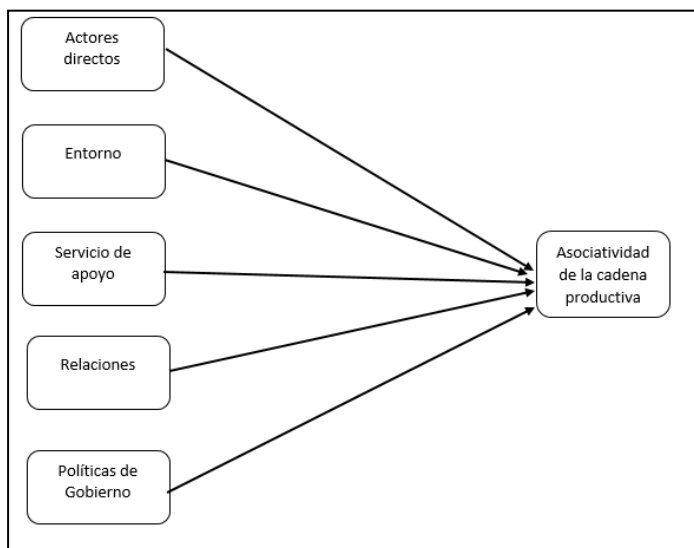 Actores
directos
Entorno
Servicio de
apoyo
Relaciones
Políticas de
Gobierno
Asociatividad
de la cadena
productiva